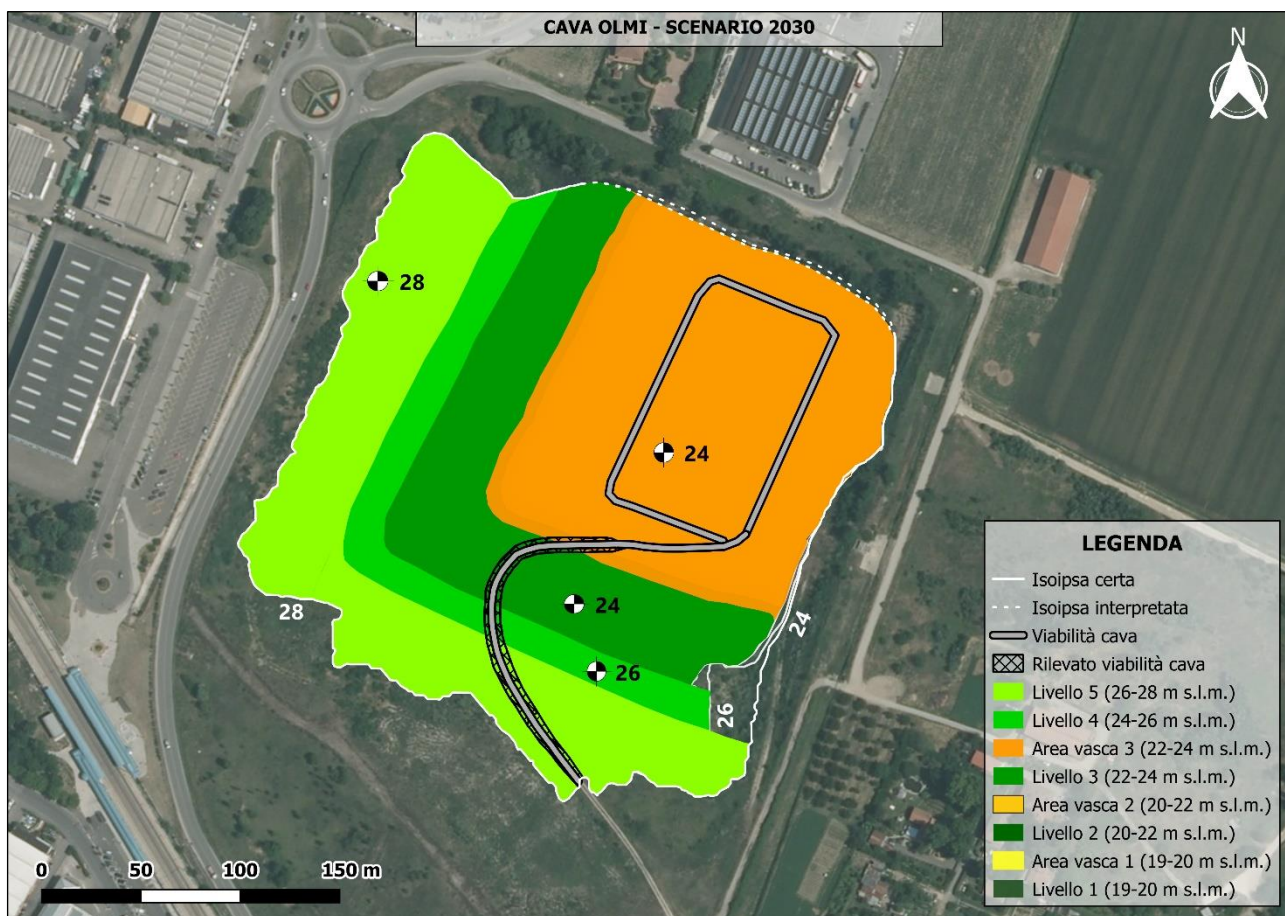 CAVA OLMI - SCENARIO 2030
N
28
24
28
24
24
26
26
LEGENDA
Isoipsa certa
Isoipsa interpretata
Viabilità cava
Rilevato viabilità cava
Livello 5 (26-28 m s.l.m.)
Livello 4 (24-26 m s.l.m.)
Area vasca 3 (22-24 m s.l.m.)
Livello 3 (22-24 m s.l.m.)
Area vasca 2 (20-22 m s.l.m.)
Livello 2 (20-22 m s.l.m.)
Area vasca 1 (19-20 m s.l.m.)
Livello 1 (19-20 m s.l.m.)
0 50 100 150 m